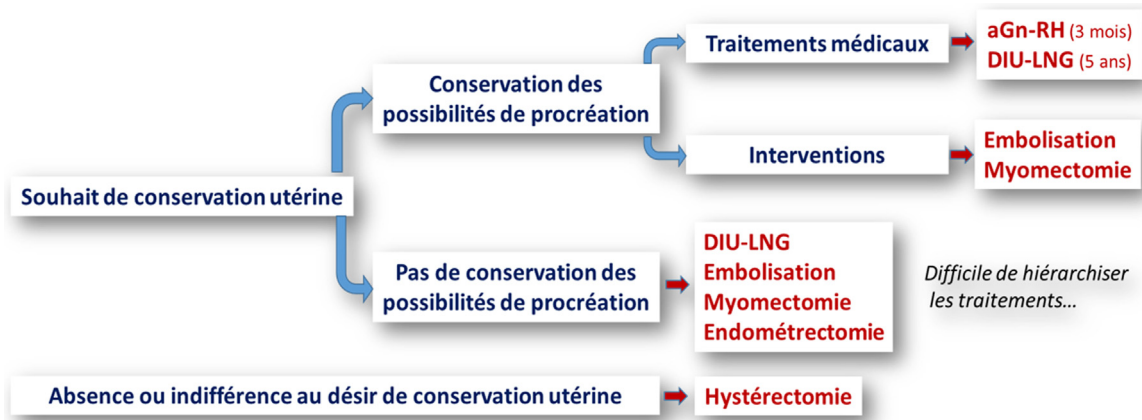 Traitements médicaux
aGn-RH (3 mois)
DIU-LNG (5 ans)
Conservation des
possibilités de procréation
Interventions
Embolisation
Myomectomie
Souhait de conservation utérine
Pas de conservation des
possibilités de procréation
DIU-LNG
Embolisation
Myomectomie
Endométrectomie
Difficile de hiérarchiser
les traitements...
Absence ou indifférence au désir de conservation utérine
Hystérectomie